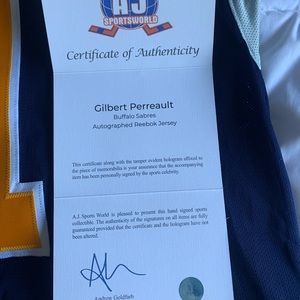 AJ
SPORTSWORLD
Certificate of Authenticity
Gilbert Perreault
Buffalo Sabres
Autographed Reebok Jersey
This certificate along with the tamper evident hologram affixed to
the piece of memorabilia is your assurance that the accompanying
item has been personally signed by the sports celebrity.
A.J. Sports World is pleased to present this hand signed sports
collectible. The authenticity of the signatures on all items are fully
guaranteed provided that the certificate and the hologram have not
been altered.
Andrew Goldfarb